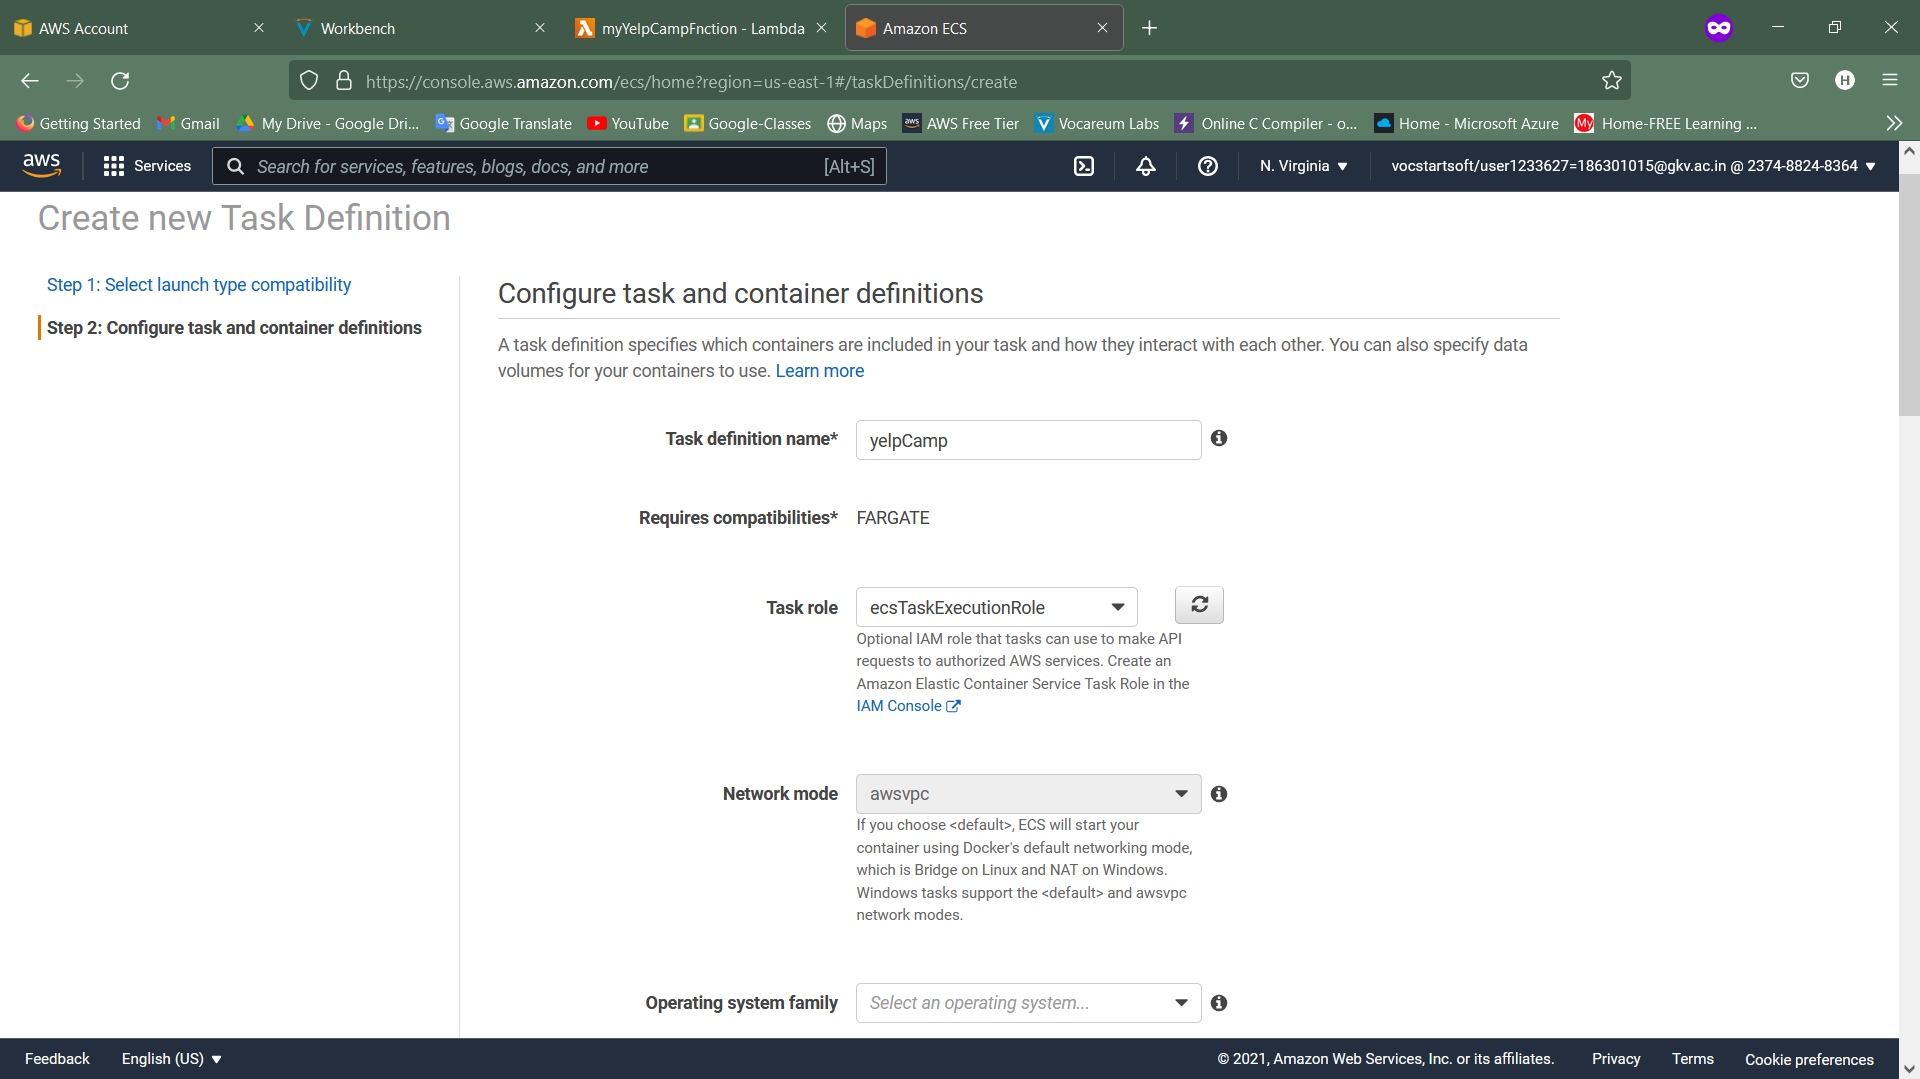 AWS Account
Workbench
myYelpCampFnction - Lambda
Amazon ECS
https://console.aws.amazon.com/ecs/home?region=us-east-1#/taskDefinitions/create
H
Getting Started
Gmail
My Drive - Google Dri...
Google Translate
YouTube
Google-Classes
Maps
aws
AWS Free Tier
Vocareum Labs
Online C Compiler - o...
Home - Microsoft Azure
My
Home-FREE Learning ...
aws
Services
Search for services, features, blogs, docs, and more
[Alt+S]
N. Virginia
vocstartsoft/user1233627=186301015@gkv.ac.in @ 2374-8824-8364
Create new Task Definition
Step 1: Select launch type compatibility
Step 2: Configure task and container definitions
Configure task and container definitions
A task definition specifies which containers are included in your task and how they interact with each other. You can also specify data
volumes for your containers to use. Learn more
Task definition name*
yelpCamp
Requires compatibilities*
FARGATE
Task role
ecsTaskExecutionRole
Optional IAM role that tasks can use to make API
requests to authorized AWS services. Create an
Amazon Elastic Container Service Task Role in the
IAM Console
Network mode
awsvpc
If you choose <default>, ECS will start your
container using Docker's default networking mode,
which is Bridge on Linux and NAT on Windows.
Windows tasks support the <default> and awsvpc
network modes.
Operating system family
Select an operating system...
Feedback
English (US)
© 2021, Amazon Web Services, Inc. or its affiliates.
Privacy
Terms
Cookie preferences